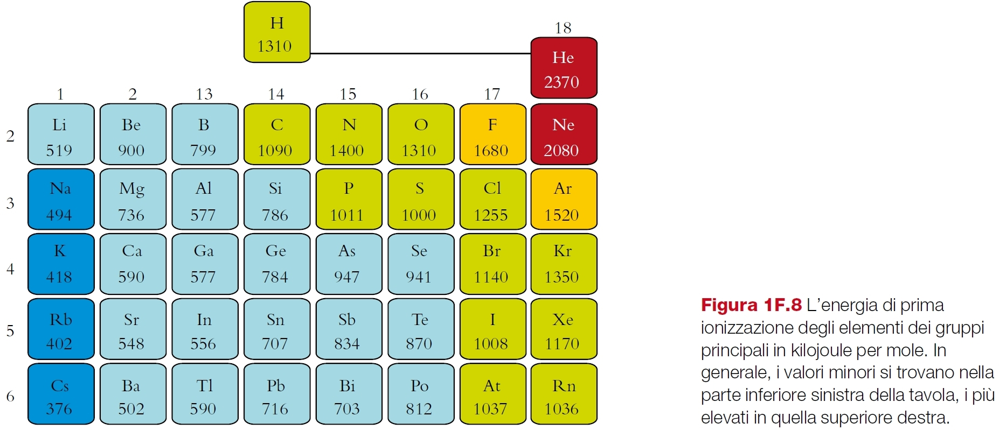 H
1310
18
He
2370
1 2 13 14 15 16 17
2
Li Be B C N O F Ne
519 900 799 1090 1400 1310 1680 2080
3
Na Mg Al Si P S Cl Ar
494 736 577 786 1011 1000 1255 1520
4
K Ca Ga Ge As Se Br Kr
418 590 577 784 947 941 1140 1350
5
Rb Sr In Sn Sb Te I Xe
402 548 556 707 834 870 1008 1170
6
Cs Ba Tl Pb Bi Po At Rn
376 502 590 716 703 812 1037 1036
Figura 1F.8 L’energia di prima
ionizzazione degli elementi dei gruppi
principali in kilojoule per mole. In
generale, i valori minori si trovano nella
parte inferiore sinistra della tavola, i più
elevati in quella superiore destra.